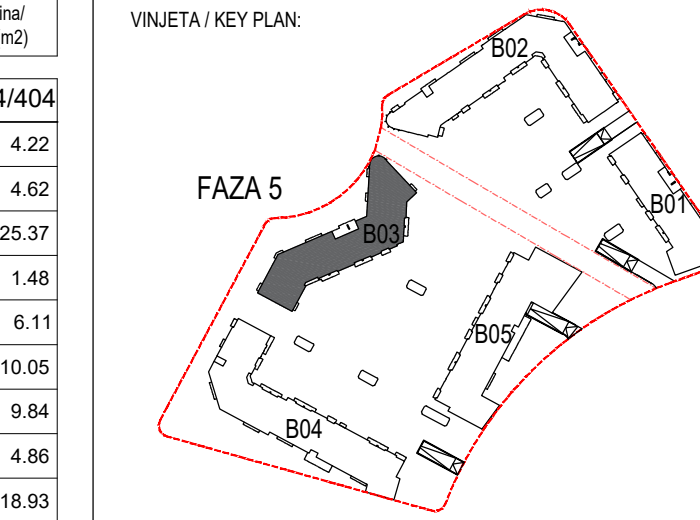 ina/
m2)
4/404
4.22
4.62
25.37
1.48
6.11
10.05
9.84
4.86
18.93
VINJETA / KEY PLAN:
B02
FAZA 5
B01
B03
B05
B04